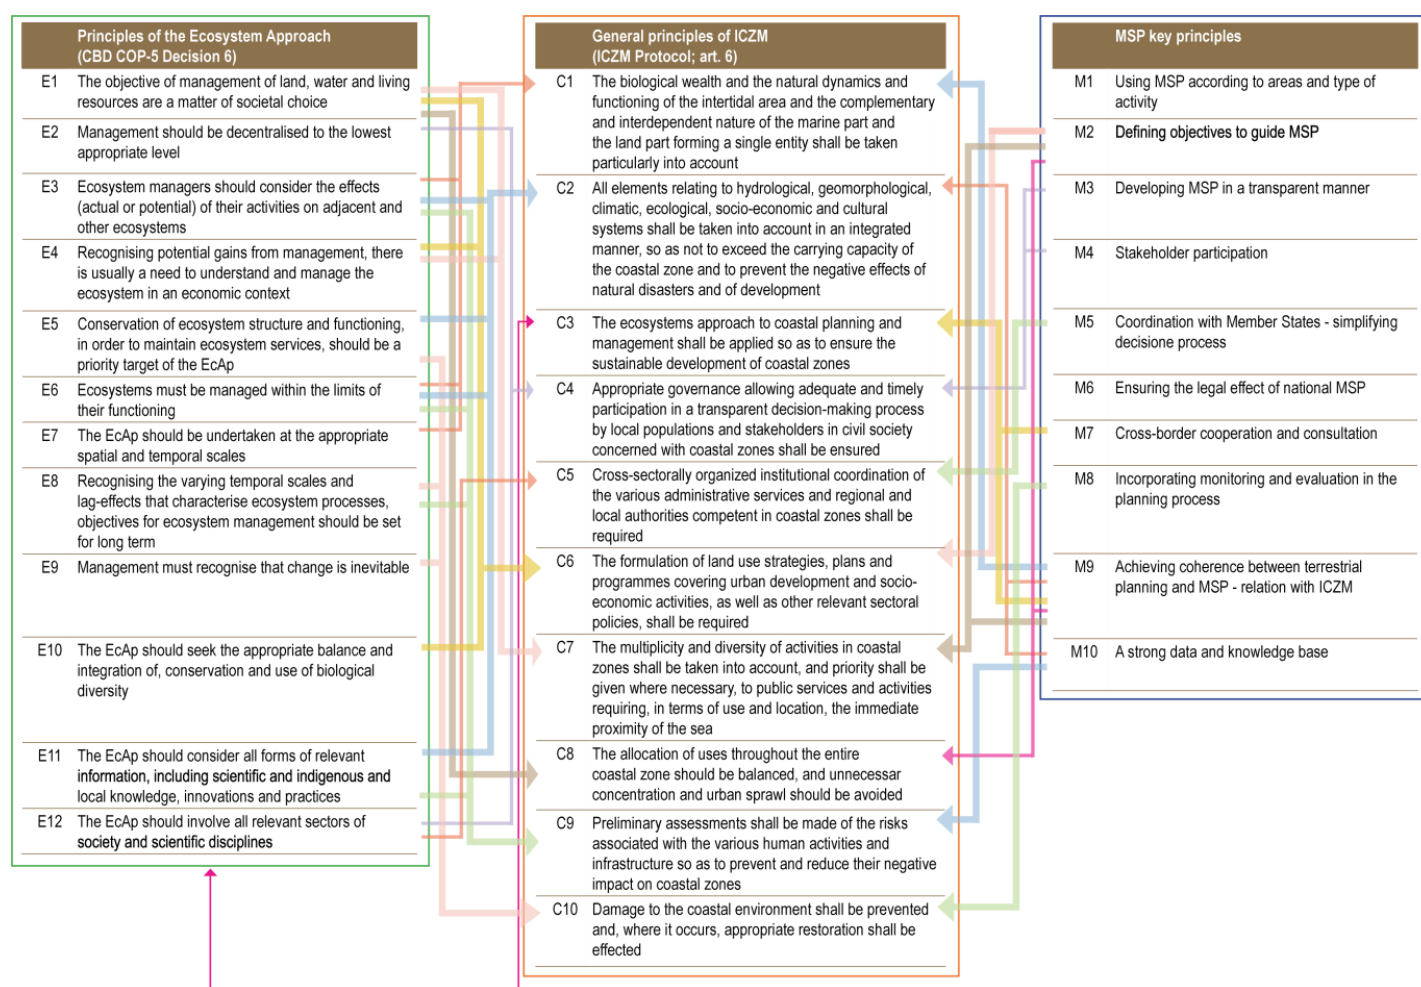 Principles of the Ecosystem Approach
(CBD COP-5 Decision 6)
E1 The objective of management of land, water and living
resources are a matter of societal choice
E2 Management should be decentralised to the lowest
appropriate level
E3 Ecosystem managers should consider the effects
(actual or potential) of their activities on adjacent and
other ecosystems
E4 Recognising potential gains from management, there
is usually a need to understand and manage the
ecosystem in an economic context
E5 Conservation of ecosystem structure and functioning,
in order to maintain ecosystem services, should be a
priority target of the EcAp
E6 Ecosystems must be managed within the limits of
their functioning
E7 The EcAp should be undertaken at the appropriate
spatial and temporal scales
E8 Recognising the varying temporal scales and
lag-effects that characterise ecosystem processes,
objectives for ecosystem management should be set
for long term
E9 Management must recognise that change is inevitable
E10 The EcAp should seek the appropriate balance and
integration of, conservation and use of biological
diversity
E11 The EcAp should consider all forms of relevant
information, including scientific and indigenous and
local knowledge, innovations and practices
E12 The EcAp should involve all relevant sectors of
society and scientific disciplines
General principles of ICZM
(ICZM Protocol; art. 6)
C1 The biological wealth and the natural dynamics and
functioning of the intertidal area and the complementary
and interdependent nature of the marine part and
the land part forming a single entity shall be taken
particularly into account
C2 All elements relating to hydrological, geomorphological,
climatic, ecological, socio-economic and cultural
systems shall be taken into account in an integrated
manner, so as not to exceed the carrying capacity of
the coastal zone and to prevent the negative effects of
natural disasters and of development
C3 The ecosystems approach to coastal planning and
management shall be applied so as to ensure the
sustainable development of coastal zones
C4 Appropriate governance allowing adequate and timely
participation in a transparent decision-making process
by local populations and stakeholders in civil society
concerned with coastal zones shall be ensured
C5 Cross-sectorally organized institutional coordination of
the various administrative services and regional and
local authorities competent in coastal zones shall be
required
C6 The formulation of land use strategies, plans and
programmes covering urban development and socio-
economic activities, as well as other relevant sectoral
policies, shall be required
C7 The multiplicity and diversity of activities in coastal
zones shall be taken into account, and priority shall be
given where necessary, to public services and activities
requiring, in terms of use and location, the immediate
proximity of the sea
C8 The allocation of uses throughout the entire
coastal zone should be balanced, and unnecessar
concentration and urban sprawl should be avoided
C9 Preliminary assessments shall be made of the risks
associated with the various human activities and
infrastructure so as to prevent and reduce their negative
impact on coastal zones
C10 Damage to the coastal environment shall be prevented
and, where it occurs, appropriate restoration shall be
effected
MSP key principles
M1 Using MSP according to areas and type of
activity
M2 Defining objectives to guide MSP
M3 Developing MSP in a transparent manner
M4 Stakeholder participation
M5 Coordination with Member States - simplifying
decisione process
M6 Ensuring the legal effect of national MSP
M7 Cross-border cooperation and consultation
M8 Incorporating monitoring and evaluation in the
planning process
M9 Achieving coherence between terrestrial
planning and MSP - relation with ICZM
M10 A strong data and knowledge base